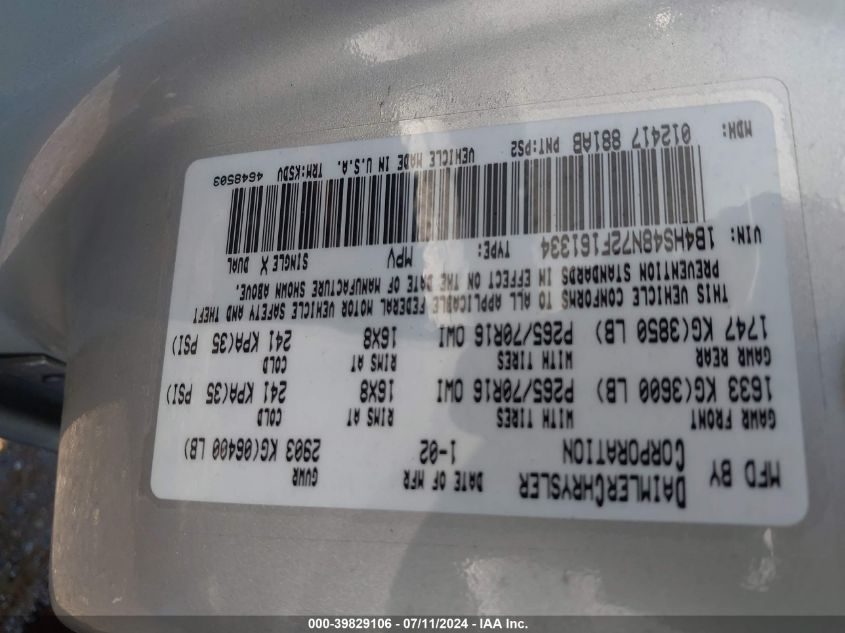 MFD BY DAIMLERCHRYSLER CORPORATION
DATE OF MFR 1-02
GVWR 2903 KG(06400 LB)
GAWR FRONT WITH TIRES RIMS AT COLD
1633 KG(3600 LB) P265/70R16 OWI 16X8 241 KPA(35 PSI)
GAWR REAR WITH TIRES RIMS AT COLD
1747 KG(3850 LB) P265/70R16 OWI 16X8 241 KPA(35 PSI)
THIS VEHICLE CONFORMS TO ALL APPLICABLE FEDERAL MOTOR VEHICLE SAFETY AND THEFT
PREVENTION STANDARDS IN EFFECT ON THE DATE OF MANUFACTURE SHOWN ABOVE.
VIN: 1B4HS48N72F161334 TYPE: MPV SINGLE X DUAL
MDH: 012417 881AB PNT:PS2 VEHICLE MADE IN U.S.A. TRM:KSDV 4648503
000-39829106 - 07/11/2024 - IAA Inc.